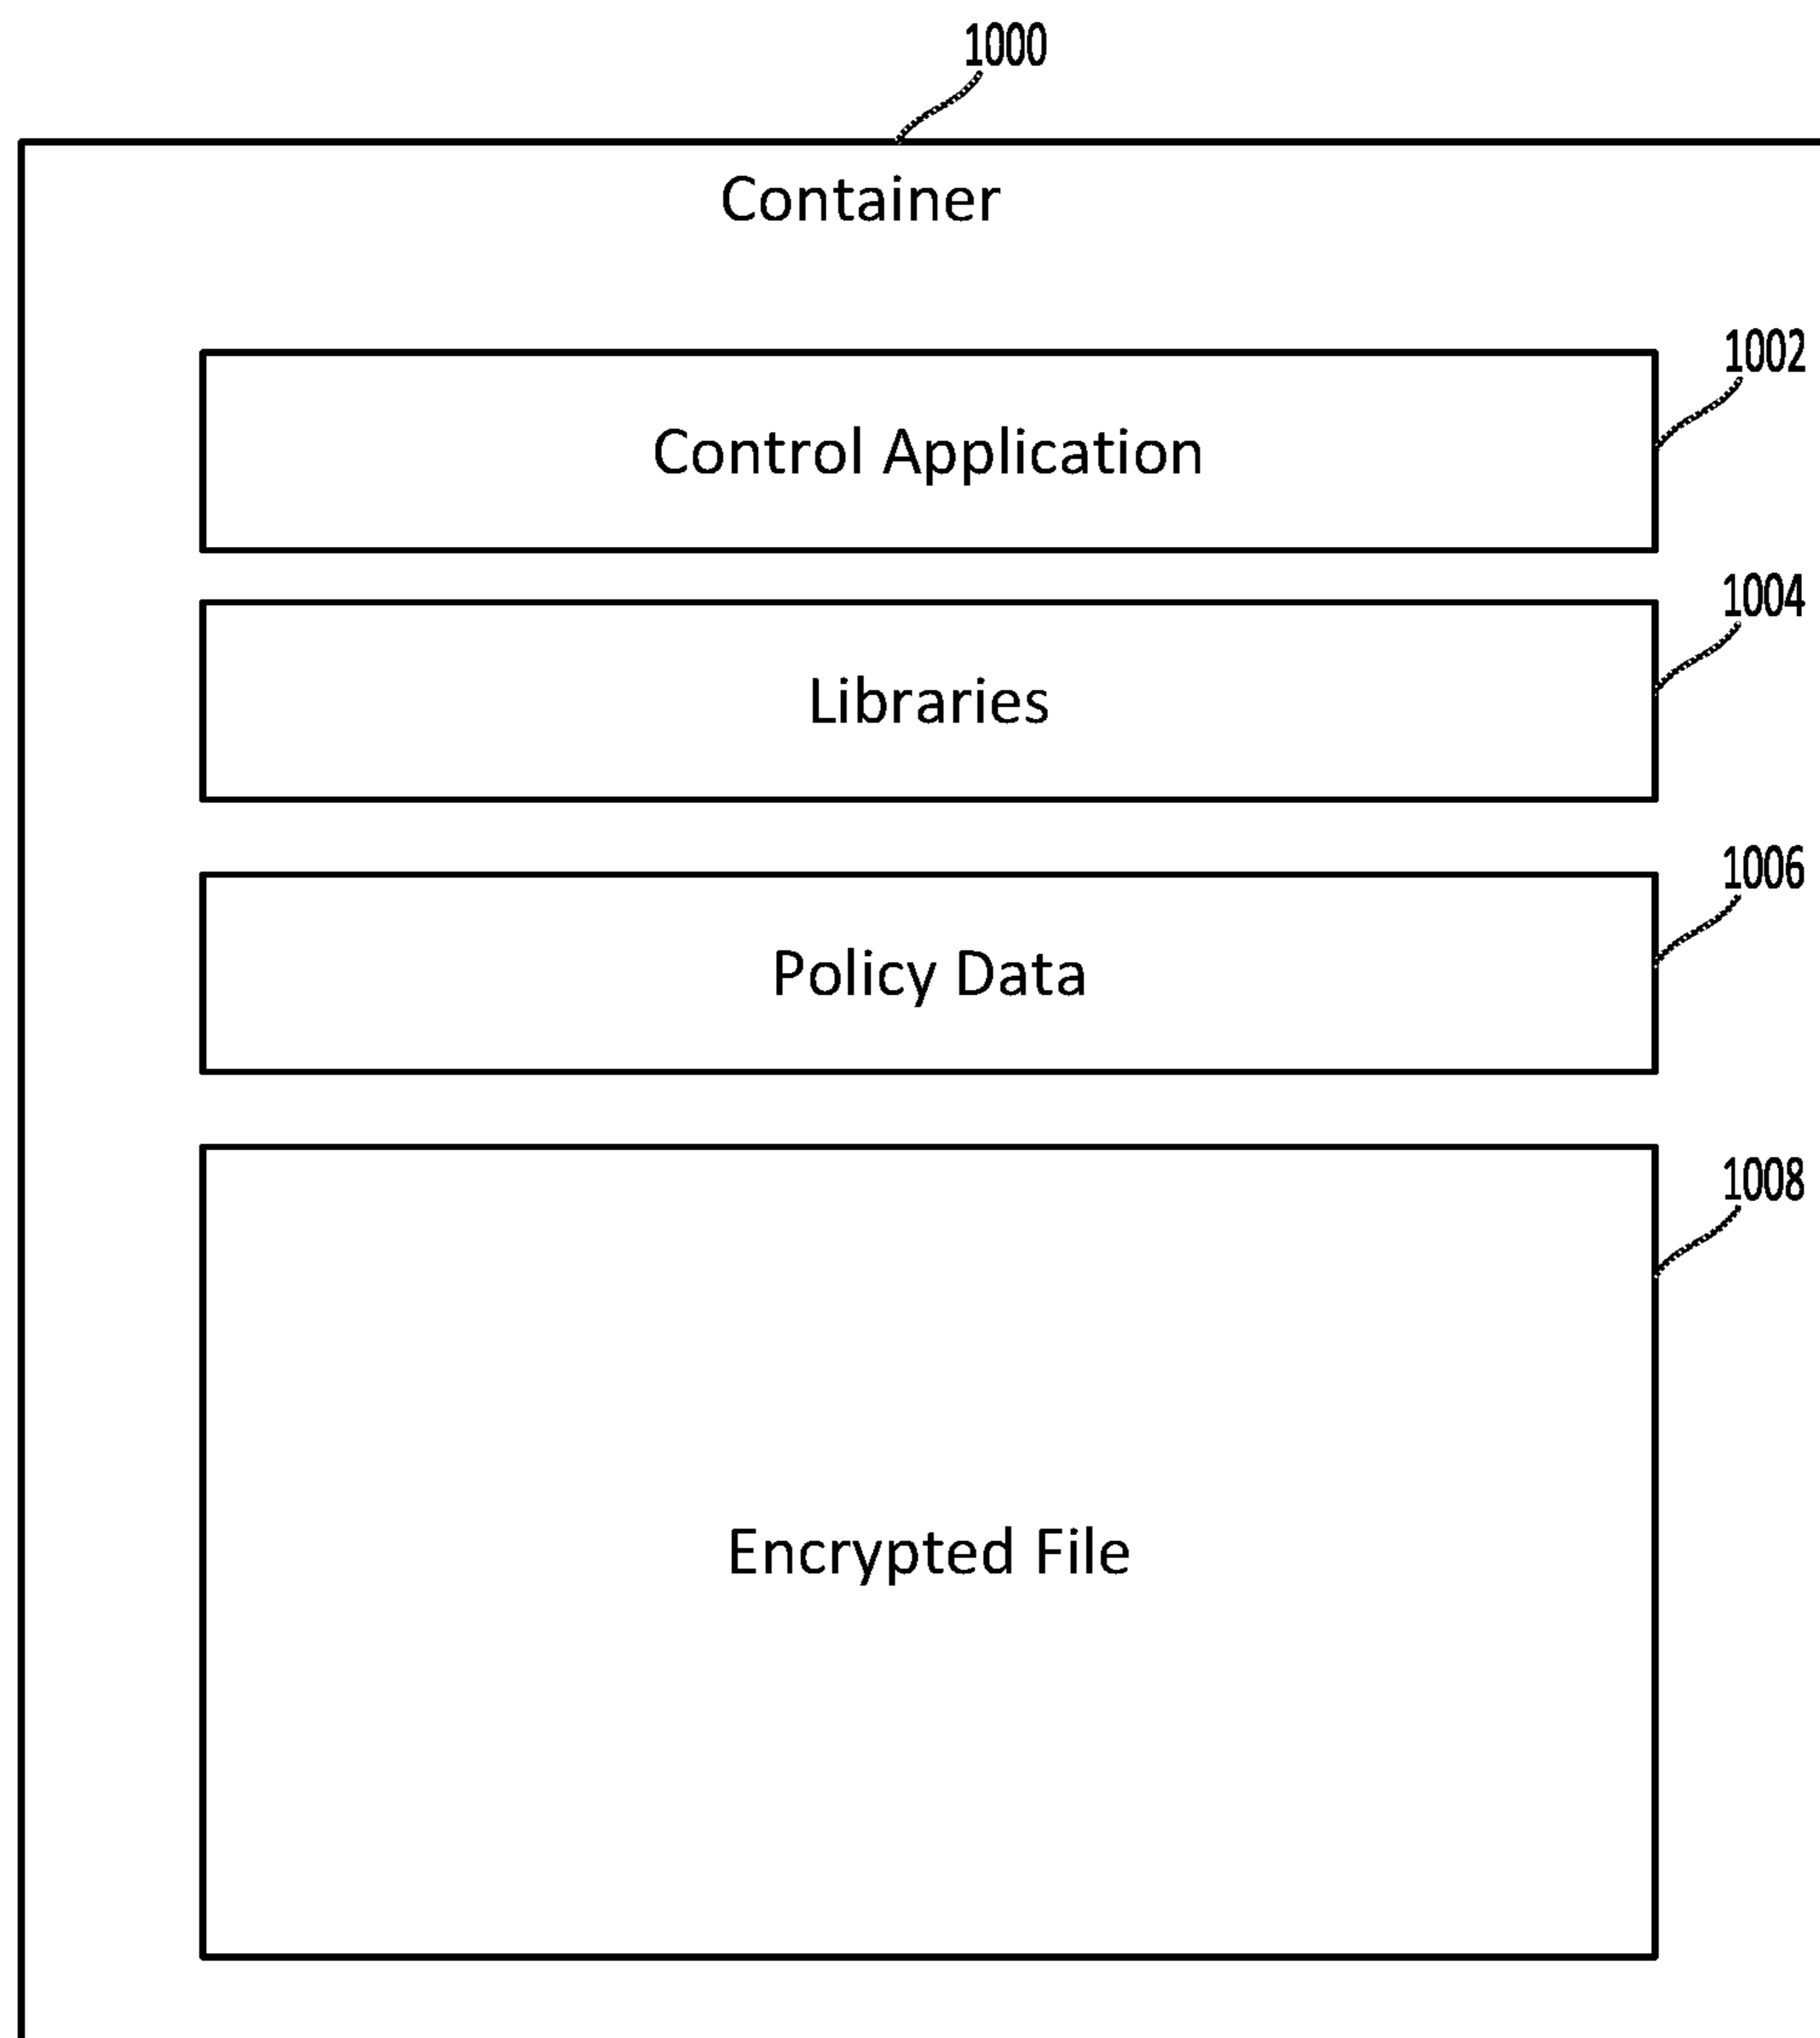 1000
Container
1002
Control Application
1004
Libraries
1006
Policy Data
1008
Encrypted File